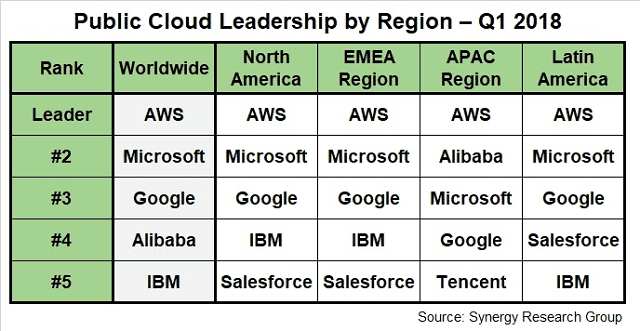 Public Cloud Leadership by Region – Q1 2018
Rank Worldwide North America EMEA Region APAC Region Latin America
Leader AWS AWS AWS AWS AWS
#2 Microsoft Microsoft Microsoft Alibaba Microsoft
#3 Google Google Google Microsoft Google
#4 Alibaba IBM IBM Google Salesforce
#5 IBM Salesforce Salesforce Tencent IBM
Source: Synergy Research Group